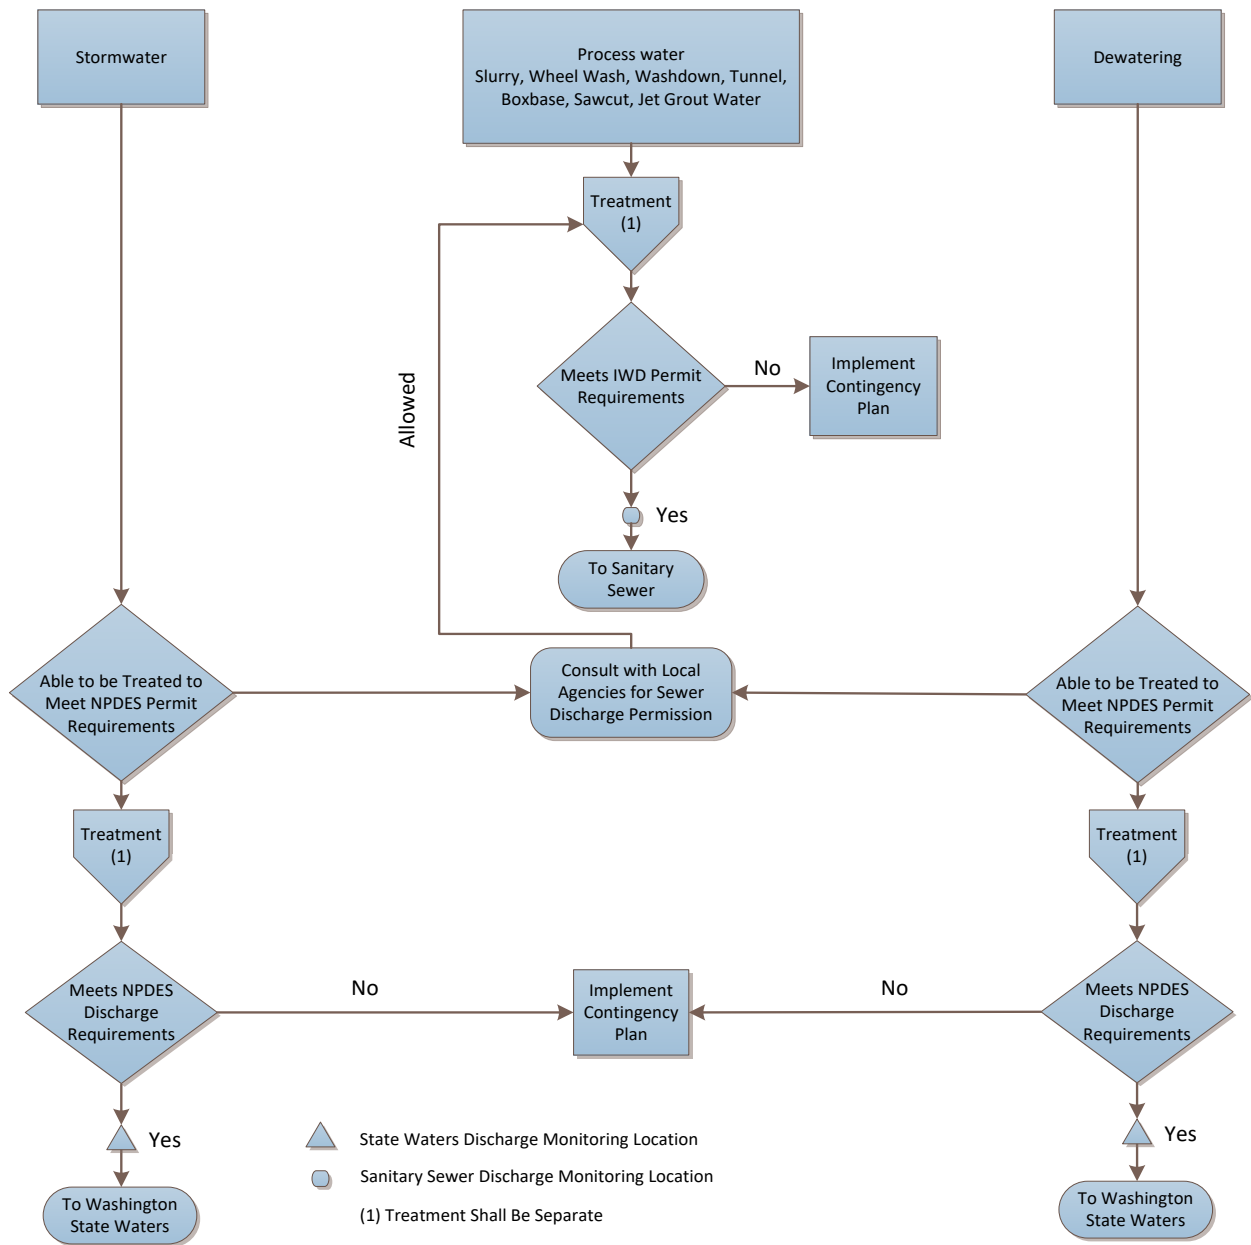 Stormwater
Process water
Slurry, Wheel Wash, Washdown, Tunnel,
Boxbase, Sawcut, Jet Grout Water
Dewatering
Treatment
(1)
Allowed
Meets IWD Permit
Requirements
No
Implement
Contingency
Plan
Yes
To Sanitary
Sewer
Able to be Treated to
Meet NPDES Permit
Requirements
Consult with Local
Agencies for Sewer
Discharge Permission
Able to be Treated to
Meet NPDES Permit
Requirements
Treatment
(1)
Treatment
(1)
Meets NPDES
Discharge
Requirements
No
Implement
Contingency
Plan
No
Meets NPDES
Discharge
Requirements
Yes
Yes
To Washington
State Waters
To Washington
State Waters
State Waters Discharge Monitoring Location
Sanitary Sewer Discharge Monitoring Location
(1) Treatment Shall Be Separate